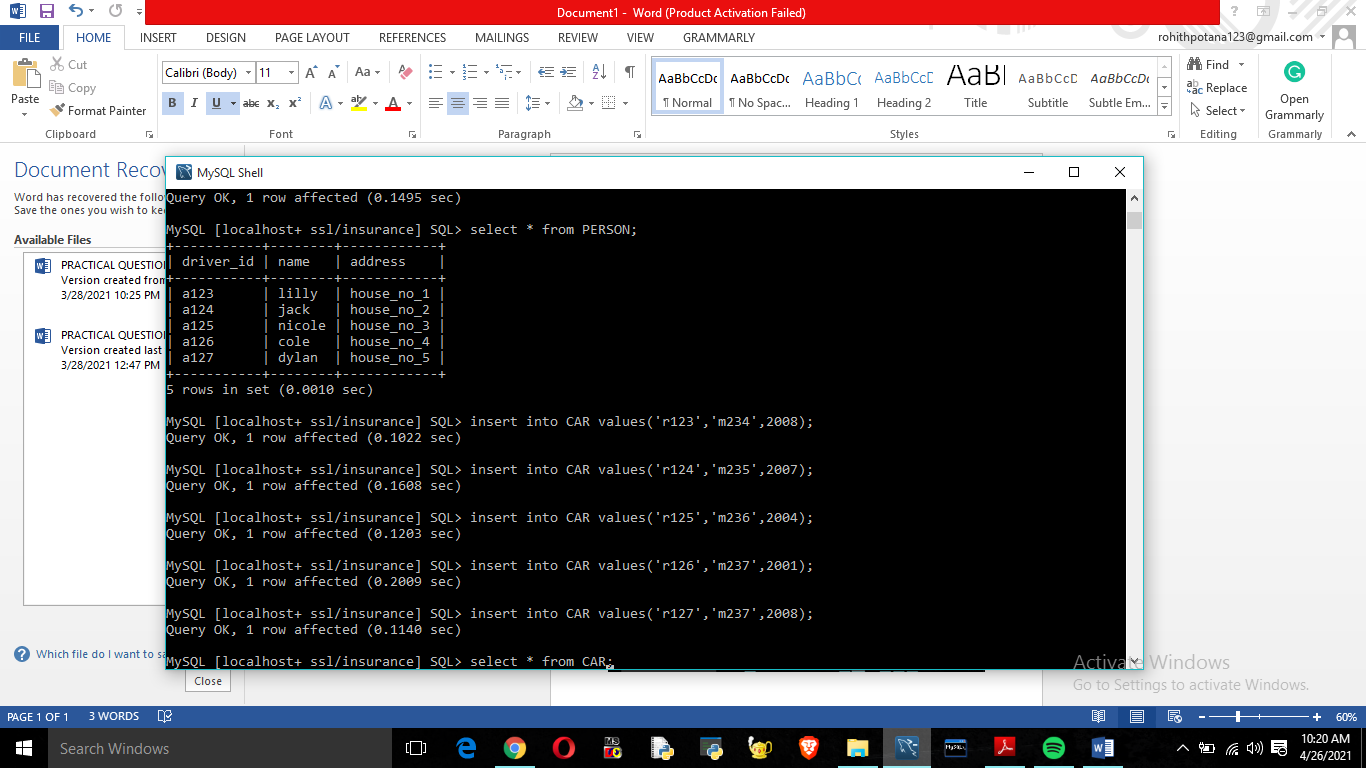 Document1 - Word (Product Activation Failed)
FILE HOME INSERT DESIGN PAGE LAYOUT REFERENCES MAILINGS REVIEW VIEW GRAMMARLY rohithpotana123@gmail.com
Paste
Cut
Copy
Format Painter
Clipboard
Calibri (Body) 11
Font
Paragraph
AaBbCcDc AaBbCcDc AaBbCc AaBbCcD AaBl AaBbCcD AaBbCcDc
¶ Normal ¶ No Spac... Heading 1 Heading 2 Title Subtitle Subtle Em...
Styles
Find
Replace
Select
Editing
Open
Grammarly
Grammarly
Document Recov
Word has recovered the follo
Save the ones you wish to kee
Available Files
PRACTICAL QUESTIO
Version created from
3/28/2021 10:25 PM
PRACTICAL QUESTIO
Version created last
3/28/2021 12:47 PM
Which file do I want to sa
Close
MySQL Shell
Query OK, 1 row affected (0.1495 sec)
MySQL [localhost+ ssl/insurance] SQL> select * from PERSON;
+-----------+--------+------------+
| driver_id | name | address |
+-----------+--------+------------+
| a123 | lilly | house_no_1 |
| a124 | jack | house_no_2 |
| a125 | nicole | house_no_3 |
| a126 | cole | house_no_4 |
| a127 | dylan | house_no_5 |
+-----------+--------+------------+
5 rows in set (0.0010 sec)
MySQL [localhost+ ssl/insurance] SQL> insert into CAR values('r123','m234',2008);
Query OK, 1 row affected (0.1022 sec)
MySQL [localhost+ ssl/insurance] SQL> insert into CAR values('r124','m235',2007);
Query OK, 1 row affected (0.1608 sec)
MySQL [localhost+ ssl/insurance] SQL> insert into CAR values('r125','m236',2004);
Query OK, 1 row affected (0.1203 sec)
MySQL [localhost+ ssl/insurance] SQL> insert into CAR values('r126','m237',2001);
Query OK, 1 row affected (0.2009 sec)
MySQL [localhost+ ssl/insurance] SQL> insert into CAR values('r127','m237',2008);
Query OK, 1 row affected (0.1140 sec)
MySQL [localhost+ ssl/insurance] SQL> select * from CAR;
Activate Windows
Go to Settings to activate Windows.
PAGE 1 OF 1 3 WORDS 60%
Search Windows
10:20 AM
4/26/2021